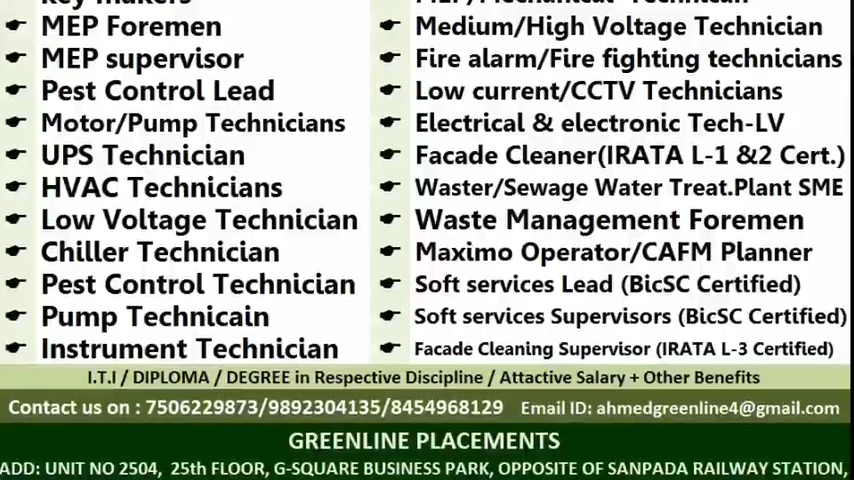 key makers
MEP Foremen
MEP supervisor
Pest Control Lead
Motor/Pump Technicians
UPS Technician
HVAC Technicians
Low Voltage Technician
Chiller Technician
Pest Control Technician
Pump Technicain
Instrument Technician
MEP/Mechanical Technician
Medium/High Voltage Technician
Fire alarm/Fire fighting technicians
Low current/CCTV Technicians
Electrical & electronic Tech-LV
Facade Cleaner(IRATA L-1 &2 Cert.)
Waster/Sewage Water Treat.Plant SME
Waste Management Foremen
Maximo Operator/CAFM Planner
Soft services Lead (BicSC Certified)
Soft services Supervisors (BicSC Certified)
Facade Cleaning Supervisor (IRATA L-3 Certified)
I.T.I / DIPLOMA / DEGREE in Respective Discipline / Attactive Salary + Other Benefits
Contact us on : 7506229873/9892304135/8454968129 Email ID: ahmedgreenline4@gmail.com
GREENLINE PLACEMENTS
ADD: UNIT NO 2504, 25th FLOOR, G-SQUARE BUSINESS PARK, OPPOSITE OF SANPADA RAILWAY STATION,